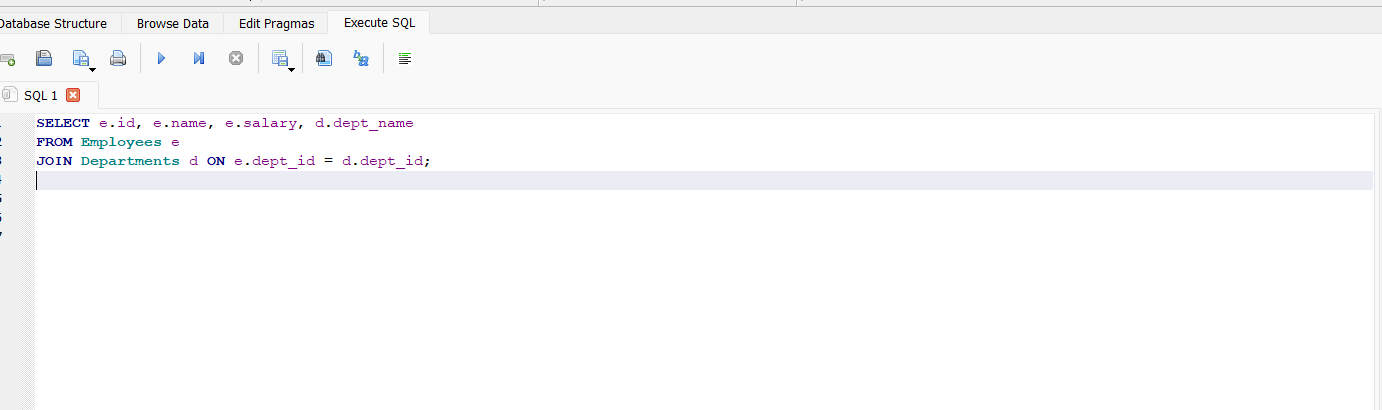 Database Structure Browse Data Edit Pragmas Execute SQL
SQL 1
SELECT e.id, e.name, e.salary, d.dept_name
FROM Employees e
JOIN Departments d ON e.dept_id = d.dept_id;